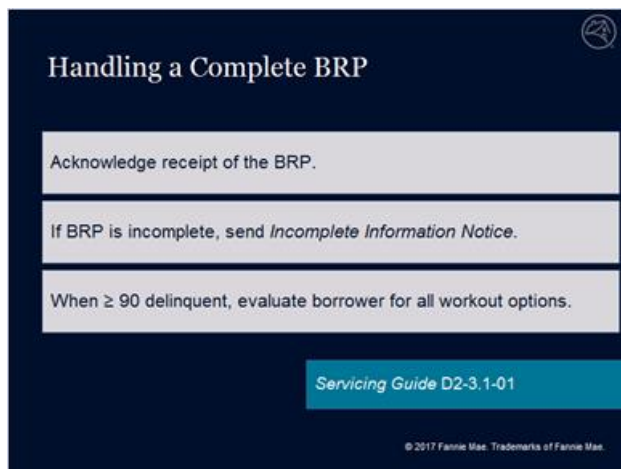 Handling a Complete BRP
Acknowledge receipt of the BRP.
If BRP is incomplete, send Incomplete Information Notice.
When ≥ 90 delinquent, evaluate borrower for all workout options.
Servicing Guide D2-3.1-01
© 2017 Fannie Mae. Trademarks of Fannie Mae.